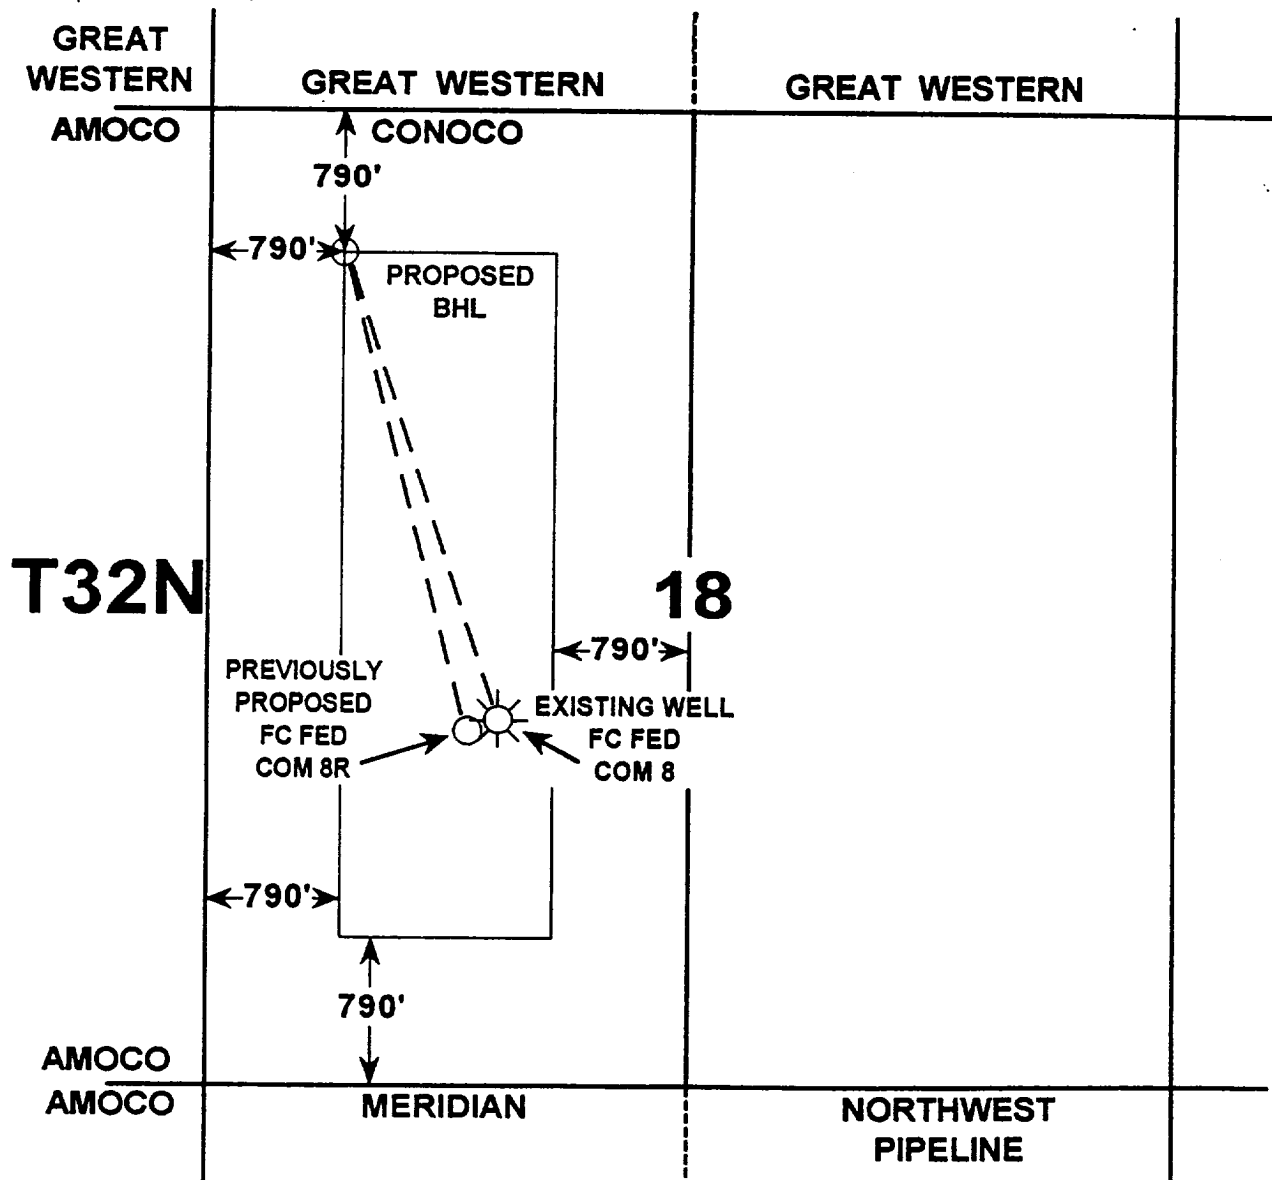 GREAT
WESTERN
GREAT WESTERN
GREAT WESTERN
AMOCO
CONOCO
790'
790'
PROPOSED
BHL
T32N
18
790'
PREVIOUSLY
PROPOSED
FC FED
COM 8R
EXISTING WELL
FC FED
COM 8
790'
790'
AMOCO
AMOCO
MERIDIAN
NORTHWEST
PIPELINE